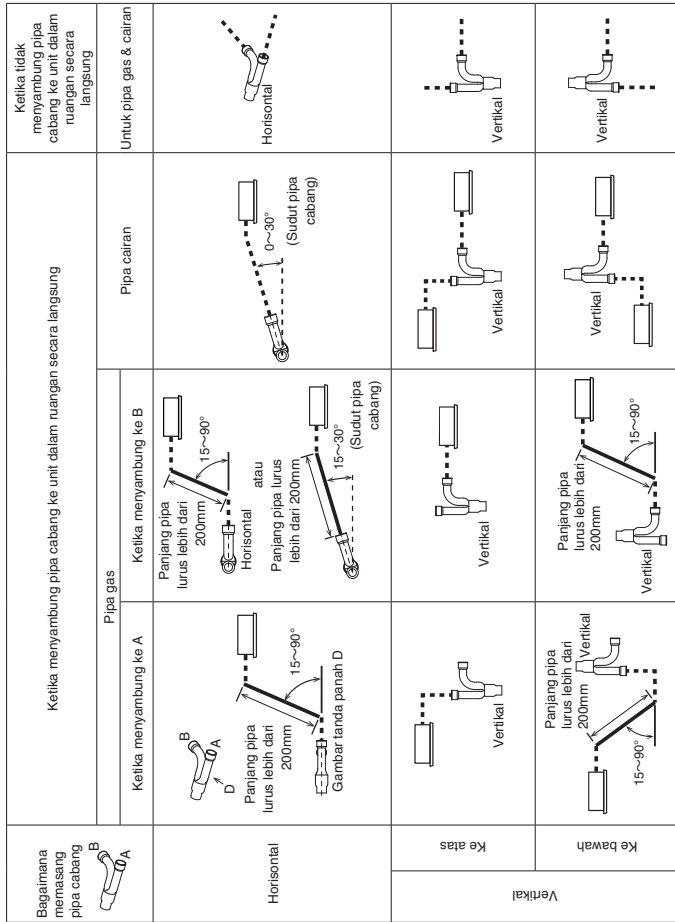 Bagaimana
memasang
pipa cabang
B
A
Ketika menyambung pipa cabang ke unit dalam ruangan secara langsung
Ketika tidak
menyambung pipa
cabang ke unit dalam
ruangan secara
langsung
Pipa gas
Pipa cairan
Untuk pipa gas & cairan
Ketika menyambung ke A
Ketika menyambung ke B
Horisontal
B
A
D
Panjang pipa
lurus lebih dari
200mm
15~90°
Gambar tanda panah D
Panjang pipa
lurus lebih dari
200mm
15~90°
Horisontal
atau
Panjang pipa lurus
lebih dari 200mm
15~30°
(Sudut pipa
cabang)
0~30°
(Sudut pipa
cabang)
Horisontal
Vertikal
Ke atas
Vertikal
Vertikal
Vertikal
Vertikal
Ke bawah
Panjang pipa
lurus lebih dari
200mm
Vertikal
15~90°
Panjang pipa
lurus lebih dari
200mm
15~90°
Vertikal
Vertikal
Vertikal